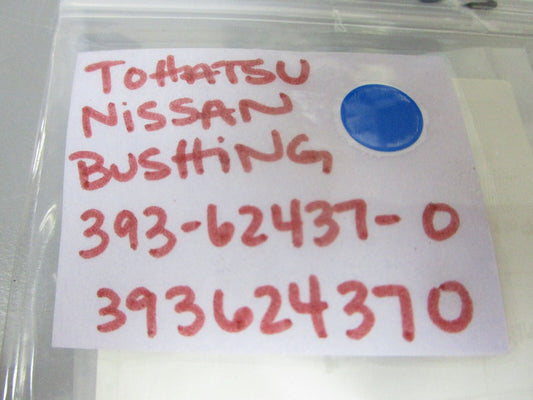 TOHATSU
NiSSAN
BUSHiNG
393-62437-0
393624370